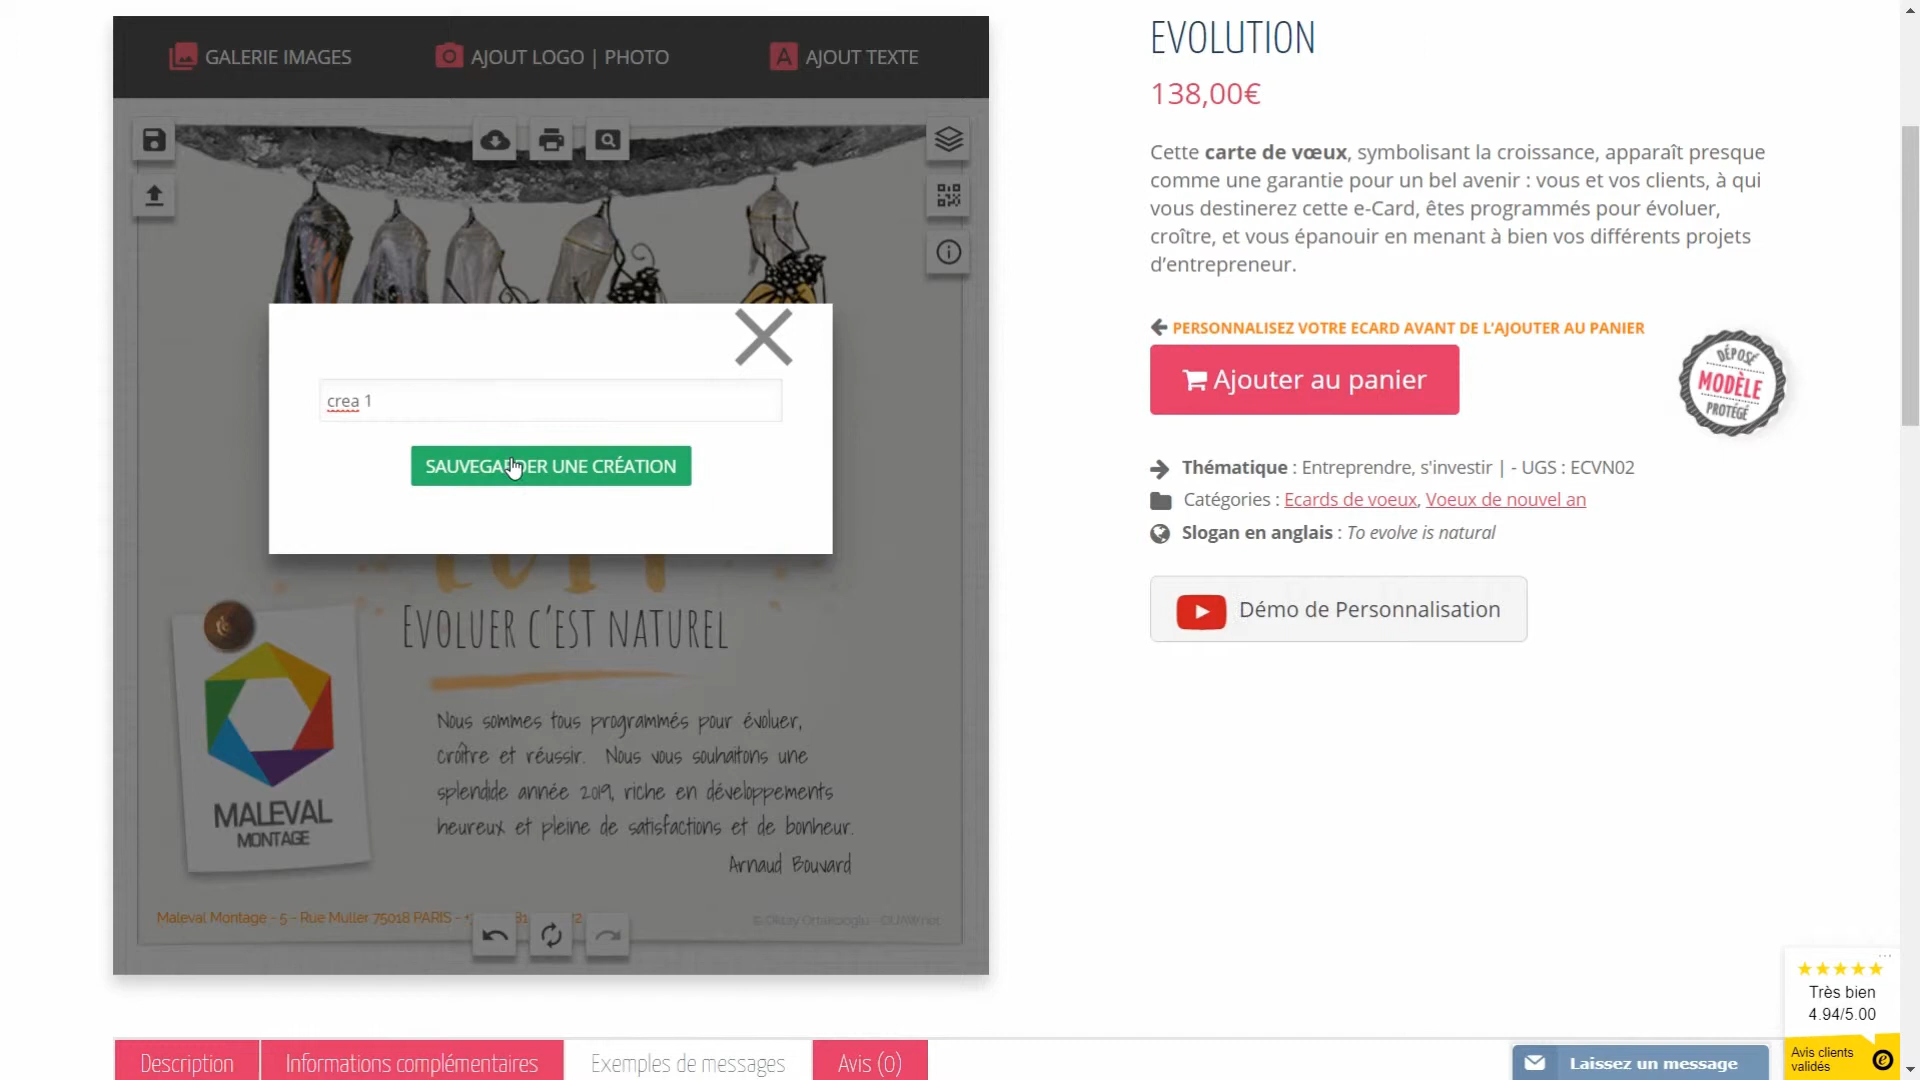 GALERIE IMAGES
AJOUT LOGO | PHOTO
A AJOUT TEXTE
crea 1
SAUVEGARDER UNE CRÉATION
EVOLUER C'EST NATUREL
Nous sommes tous programmés pour évoluer,
croître et réussir. Nous vous souhaitons une
splendide année 2019, riche en développements
heureux et pleine de satisfactions et de bonheur.
Arnaud Bouvard
MALEVAL
MONTAGE
Maleval Montage - 5 - Rue Muller 75018 PARIS -
EVOLUTION
138,00€
Cette carte de vœux, symbolisant la croissance, apparaît presque
comme une garantie pour un bel avenir : vous et vos clients, à qui
vous destinerez cette e-Card, êtes programmés pour évoluer,
croître, et vous épanouir en menant à bien vos différents projets
d'entrepreneur.
PERSONNALISEZ VOTRE ECARD AVANT DE L'AJOUTER AU PANIER
Ajouter au panier
DÉPOSÉ
MODÈLE
PROTÉGÉ
Thématique : Entreprendre, s'investir | - UGS : ECVN02
Catégories : Ecards de voeux, Voeux de nouvel an
Slogan en anglais : To evolve is natural
Démo de Personnalisation
Description
Informations complémentaires
Exemples de messages
Avis (0)
Laissez un message
Très bien
4.94/5.00
Avis clients
validés